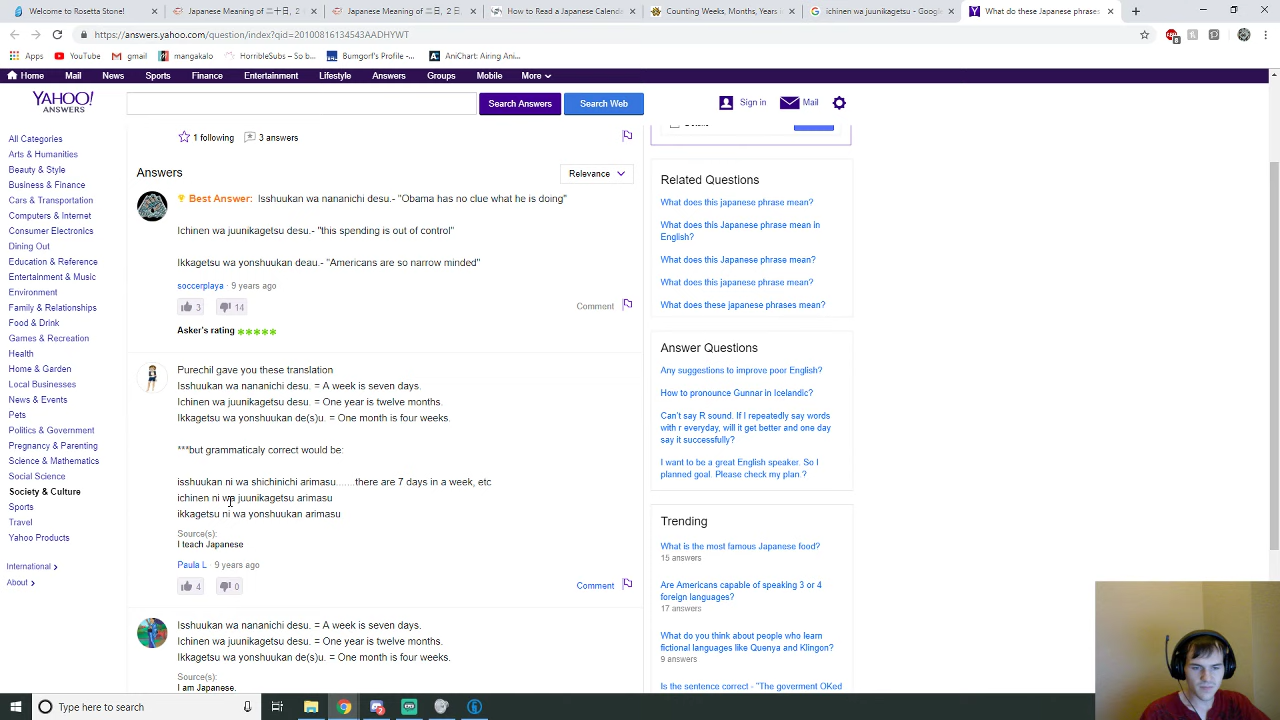 Welcome to Rosetta Stone!
Japanese Meaning of 二十日, 2
Japanese Meaning of 二日, 2 E
How to Read a Japanese Calend
Counting Weeks, Months, Years
ichinen wa juunikagetsu - Goog
What does these Japanese phras
https://answers.yahoo.com/question/index?qid=20100816134543AADHYWT
Apps YouTube gmail mangakalo HorribleSubs – So b... Bumgorf's Profile -... AniChart: Airing Ani...
Home Mail News Sports Finance Entertainment Lifestyle Answers Groups Mobile More
YAHOO!
ANSWERS
Search Answers
Search Web
Sign in
Mail
All Categories
Arts & Humanities
Beauty & Style
Business & Finance
Cars & Transportation
Computers & Internet
Consumer Electronics
Dining Out
Education & Reference
Entertainment & Music
Environment
Family & Relationships
Food & Drink
Games & Recreation
Health
Home & Garden
Local Businesses
News & Events
Pets
Politics & Government
Pregnancy & Parenting
Science & Mathematics
Social Science
Society & Culture
Sports
Travel
Yahoo Products
International
About
1 following 3 answers
Answers
Relevance
Best Answer: Isshuukan wa nananichi desu.- "Obama has no clue what he is doing"
Ichinen wa juunikagetsu desu.- "this spending is out of control"
Ikkagetsu wa yonshuukan deau.- "Americans are so narrow minded"
soccerplaya · 9 years ago
3 14
Comment
Asker's rating
Purechil gave you these translation
Isshuukan wa nananichi desu. = A week is seven days.
Ichinen wa juunikagetsu desu. = One year is twelve months.
Ikkagetsu wa yonshuukan de(s)u. = One month is four weeks.
***but grammaticaly correct would be:
isshuukan ni wa shichinichi arimasu.......there are 7 days in a week, etc
ichinen ni wa juunikagetsu arimasu
ikkagetsu ni wa yonshuukan arimasu
Source(s):
I teach Japanese
Paula L · 9 years ago
4 0
Comment
Isshuukan wa nananichi desu. = A week is seven days.
Ichinen wa juunikagetsu desu. = One year is twelve months.
Ikkagetsu wa yonshuukan de(s)u. = One month is four weeks.
Source(s):
I am Japanese.
Related Questions
What does this japanese phrase mean?
What does this Japanese phrase mean in
English?
What does this Japanese phrase mean?
What does this japanese phrase mean?
What does these japanese phrases mean?
Answer Questions
Any suggestions to improve poor English?
How to pronounce Gunnar in Icelandic?
Can't say R sound. If I repeatedly say words
with r everyday, will it get better and one day
say it successfully?
I want to be a great English speaker. So I
planned goal. Please check my plan ?
Trending
What is the most famous Japanese food?
15 answers
Are Americans capable of speaking 3 or 4
foreign languages?
17 answers
What do you think about people who learn
fictional languages like Quenya and Klingon?
9 answers
Is the sentence correct - "The goverment OKed
Type here to search